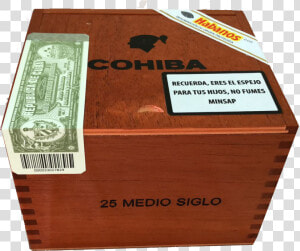 Habanos
COHIBA
RECUERDA, ERES EL ESPEJO
PARA TUS HIJOS, NO FUMES
MINSAP
25 MEDIO SIGLO